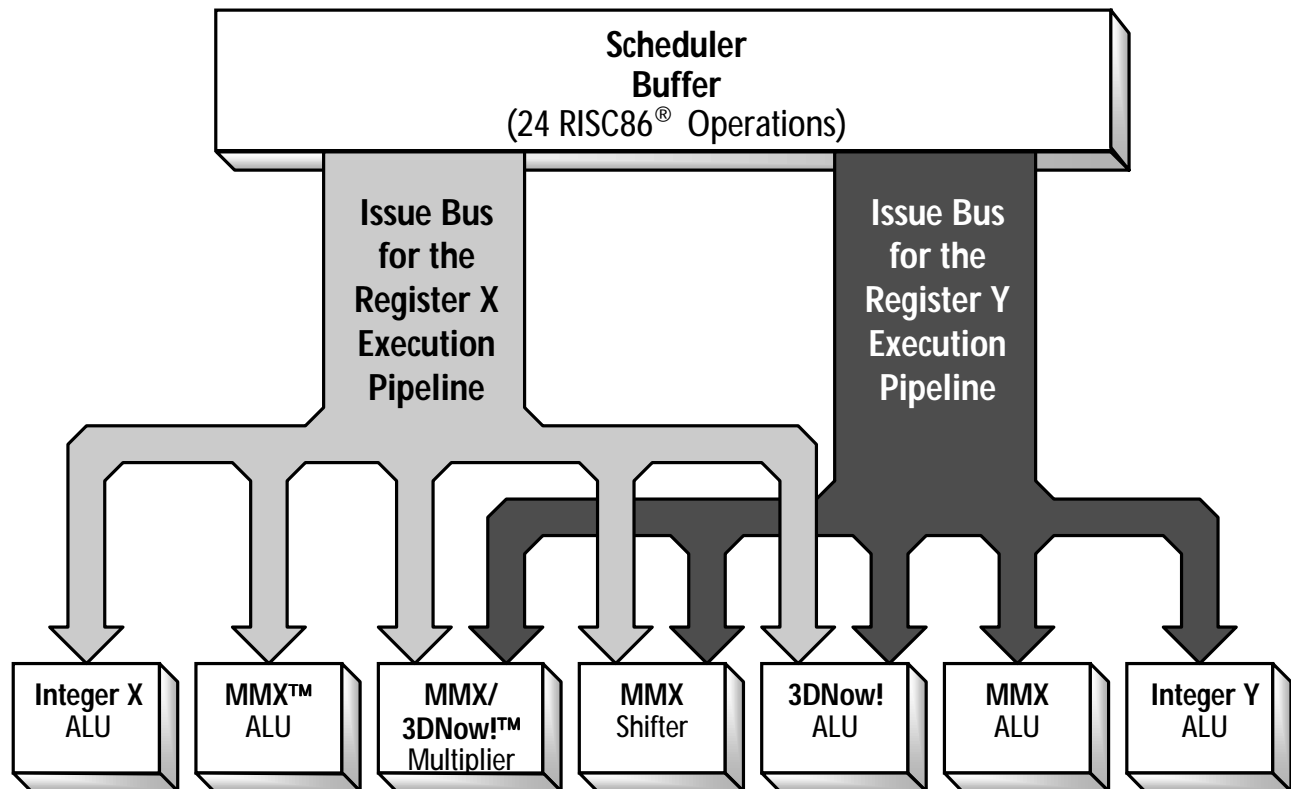 Scheduler
Buffer
(24 RISC86® Operations)
Issue Bus
for the
Register X
Execution
Pipeline
Issue Bus
for the
Register Y
Execution
Pipeline
Integer X
ALU
MMX™
ALU
MMX/
3DNow!™
Multiplier
MMX
Shifter
3DNow!
ALU
MMX
ALU
Integer Y
ALU